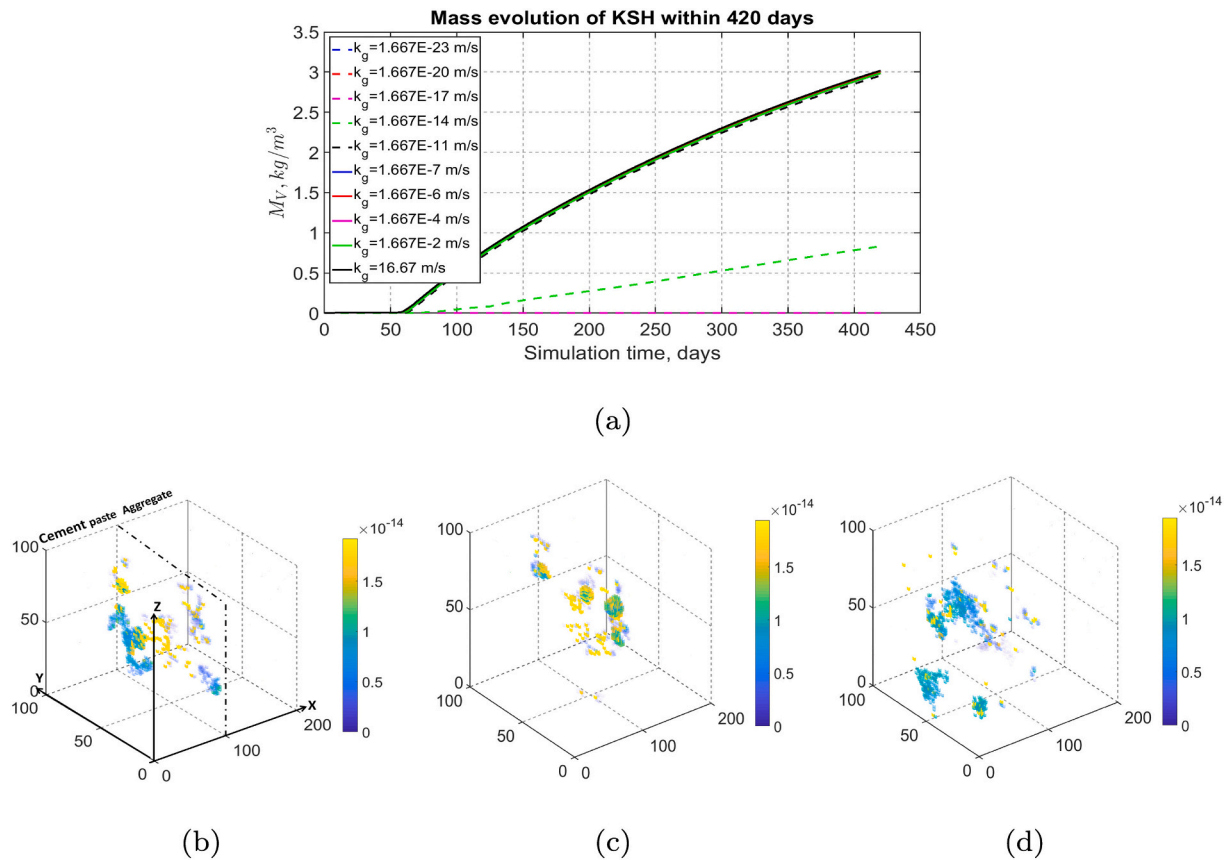 Mass evolution of KSH within 420 days
3.5
3
2.5
2
1.5
1
0.5
0
M_V, kg/m^3
k_g=1.667E-23 m/s
k_g=1.667E-20 m/s
k_g=1.667E-17 m/s
k_g=1.667E-14 m/s
k_g=1.667E-11 m/s
k_g=1.667E-7 m/s
k_g=1.667E-6 m/s
k_g=1.667E-4 m/s
k_g=1.667E-2 m/s
k_g=16.67 m/s
0 50 100 150 200 250 300 350 400 450
Simulation time, days
(a)
Cement paste Aggregate
100
50
0
Y
100
50
0 0
100
200
X
Z
×10^-14
1.5
1
0.5
0
(b)
100
50
0
100
50
0 0
100
200
×10^-14
1.5
1
0.5
0
(c)
100
50
0
100
50
0 0
100
200
×10^-14
1.5
1
0.5
0
(d)